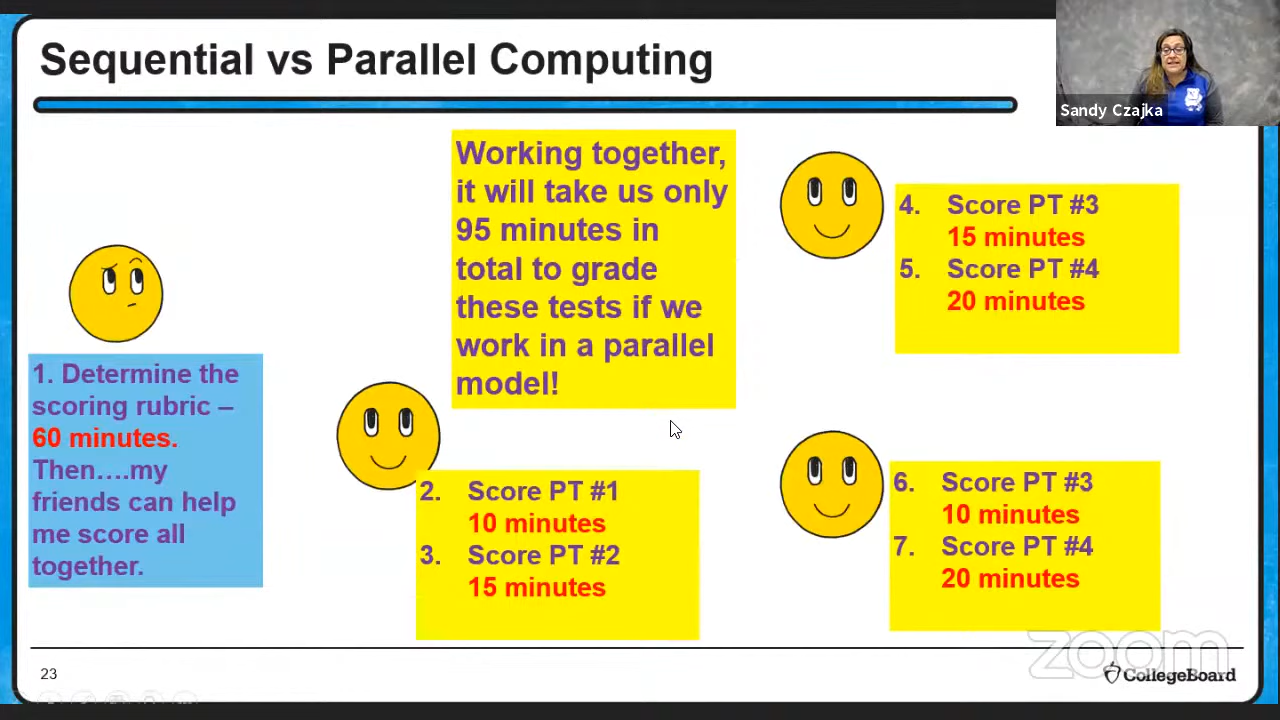 Sequential vs Parallel Computing
Sandy Czajka
Working together,
it will take us only
95 minutes in
total to grade
these tests if we
work in a parallel
model!
4. Score PT #3
15 minutes
5. Score PT #4
20 minutes
1. Determine the
scoring rubric –
60 minutes.
Then….my
friends can help
me score all
together.
2. Score PT #1
10 minutes
3. Score PT #2
15 minutes
6. Score PT #3
10 minutes
7. Score PT #4
20 minutes
zoom
23
CollegeBoard